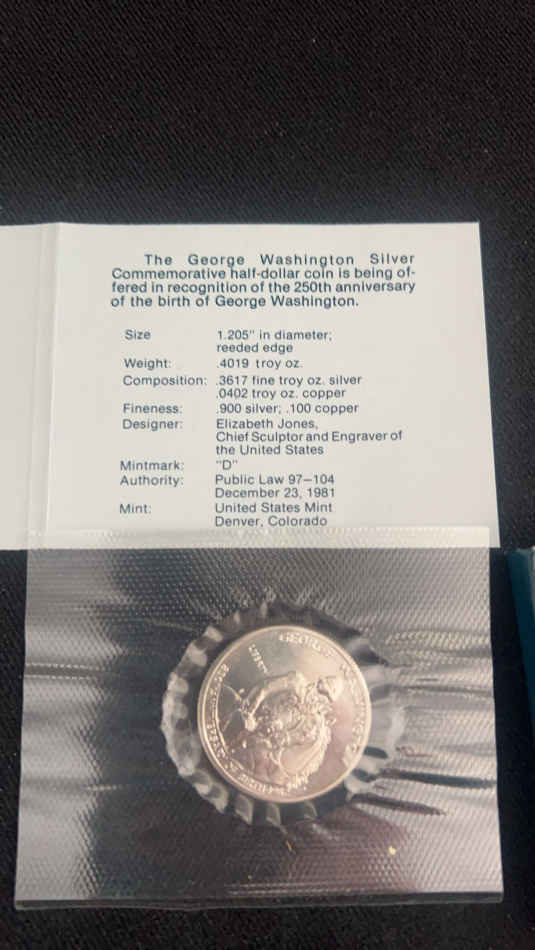 The George Washington Silver
Commemorative half-dollar coin is being of-
fered in recognition of the 250th anniversary
of the birth of George Washington.
Size 1.205" in diameter;
reeded edge
Weight: .4019 troy oz.
Composition: .3617 fine troy oz. silver
.0402 troy oz. copper
Fineness: .900 silver; .100 copper
Designer: Elizabeth Jones,
Chief Sculptor and Engraver of
the United States
Mintmark: "D"
Authority: Public Law 97—104
December 23, 1981
Mint: United States Mint
Denver, Colorado
GEORGE WASHINGTON
LIBERTY